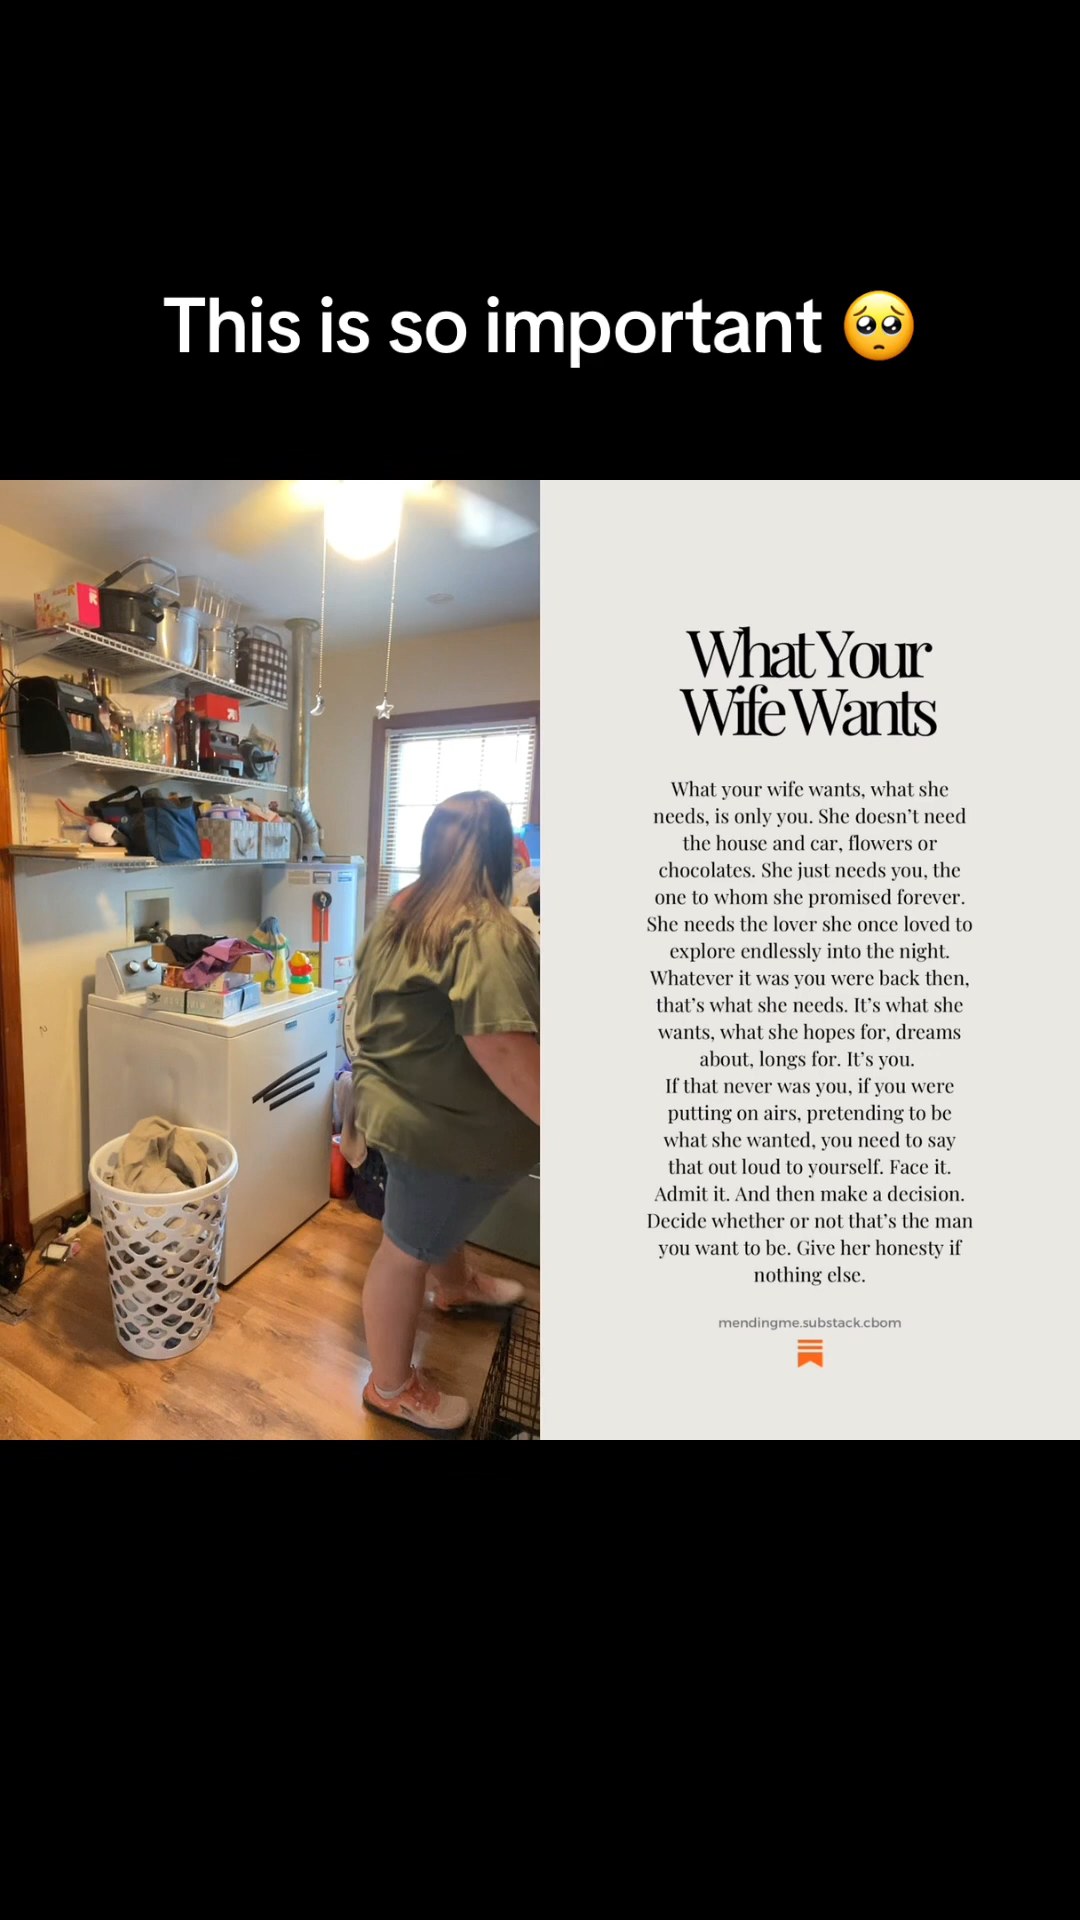 This is so important 🥺
What Your
Wife Wants
What your wife wants, what she
needs, is only you. She doesn't need
the house and car, flowers or
chocolates. She just needs you, the
one to whom she promised forever.
She needs the lover she once loved to
explore endlessly into the night.
Whatever it was you were back then,
that's what she needs. It's what she
wants, what she hopes for, dreams
about, longs for. It's you.
If that never was you, if you were
putting on airs, pretending to be
what she wanted, you need to say
that out loud to yourself. Face it.
Admit it. And then make a decision.
Decide whether or not that's the man
you want to be. Give her honesty if
nothing else.
mendingme.substack.cbom